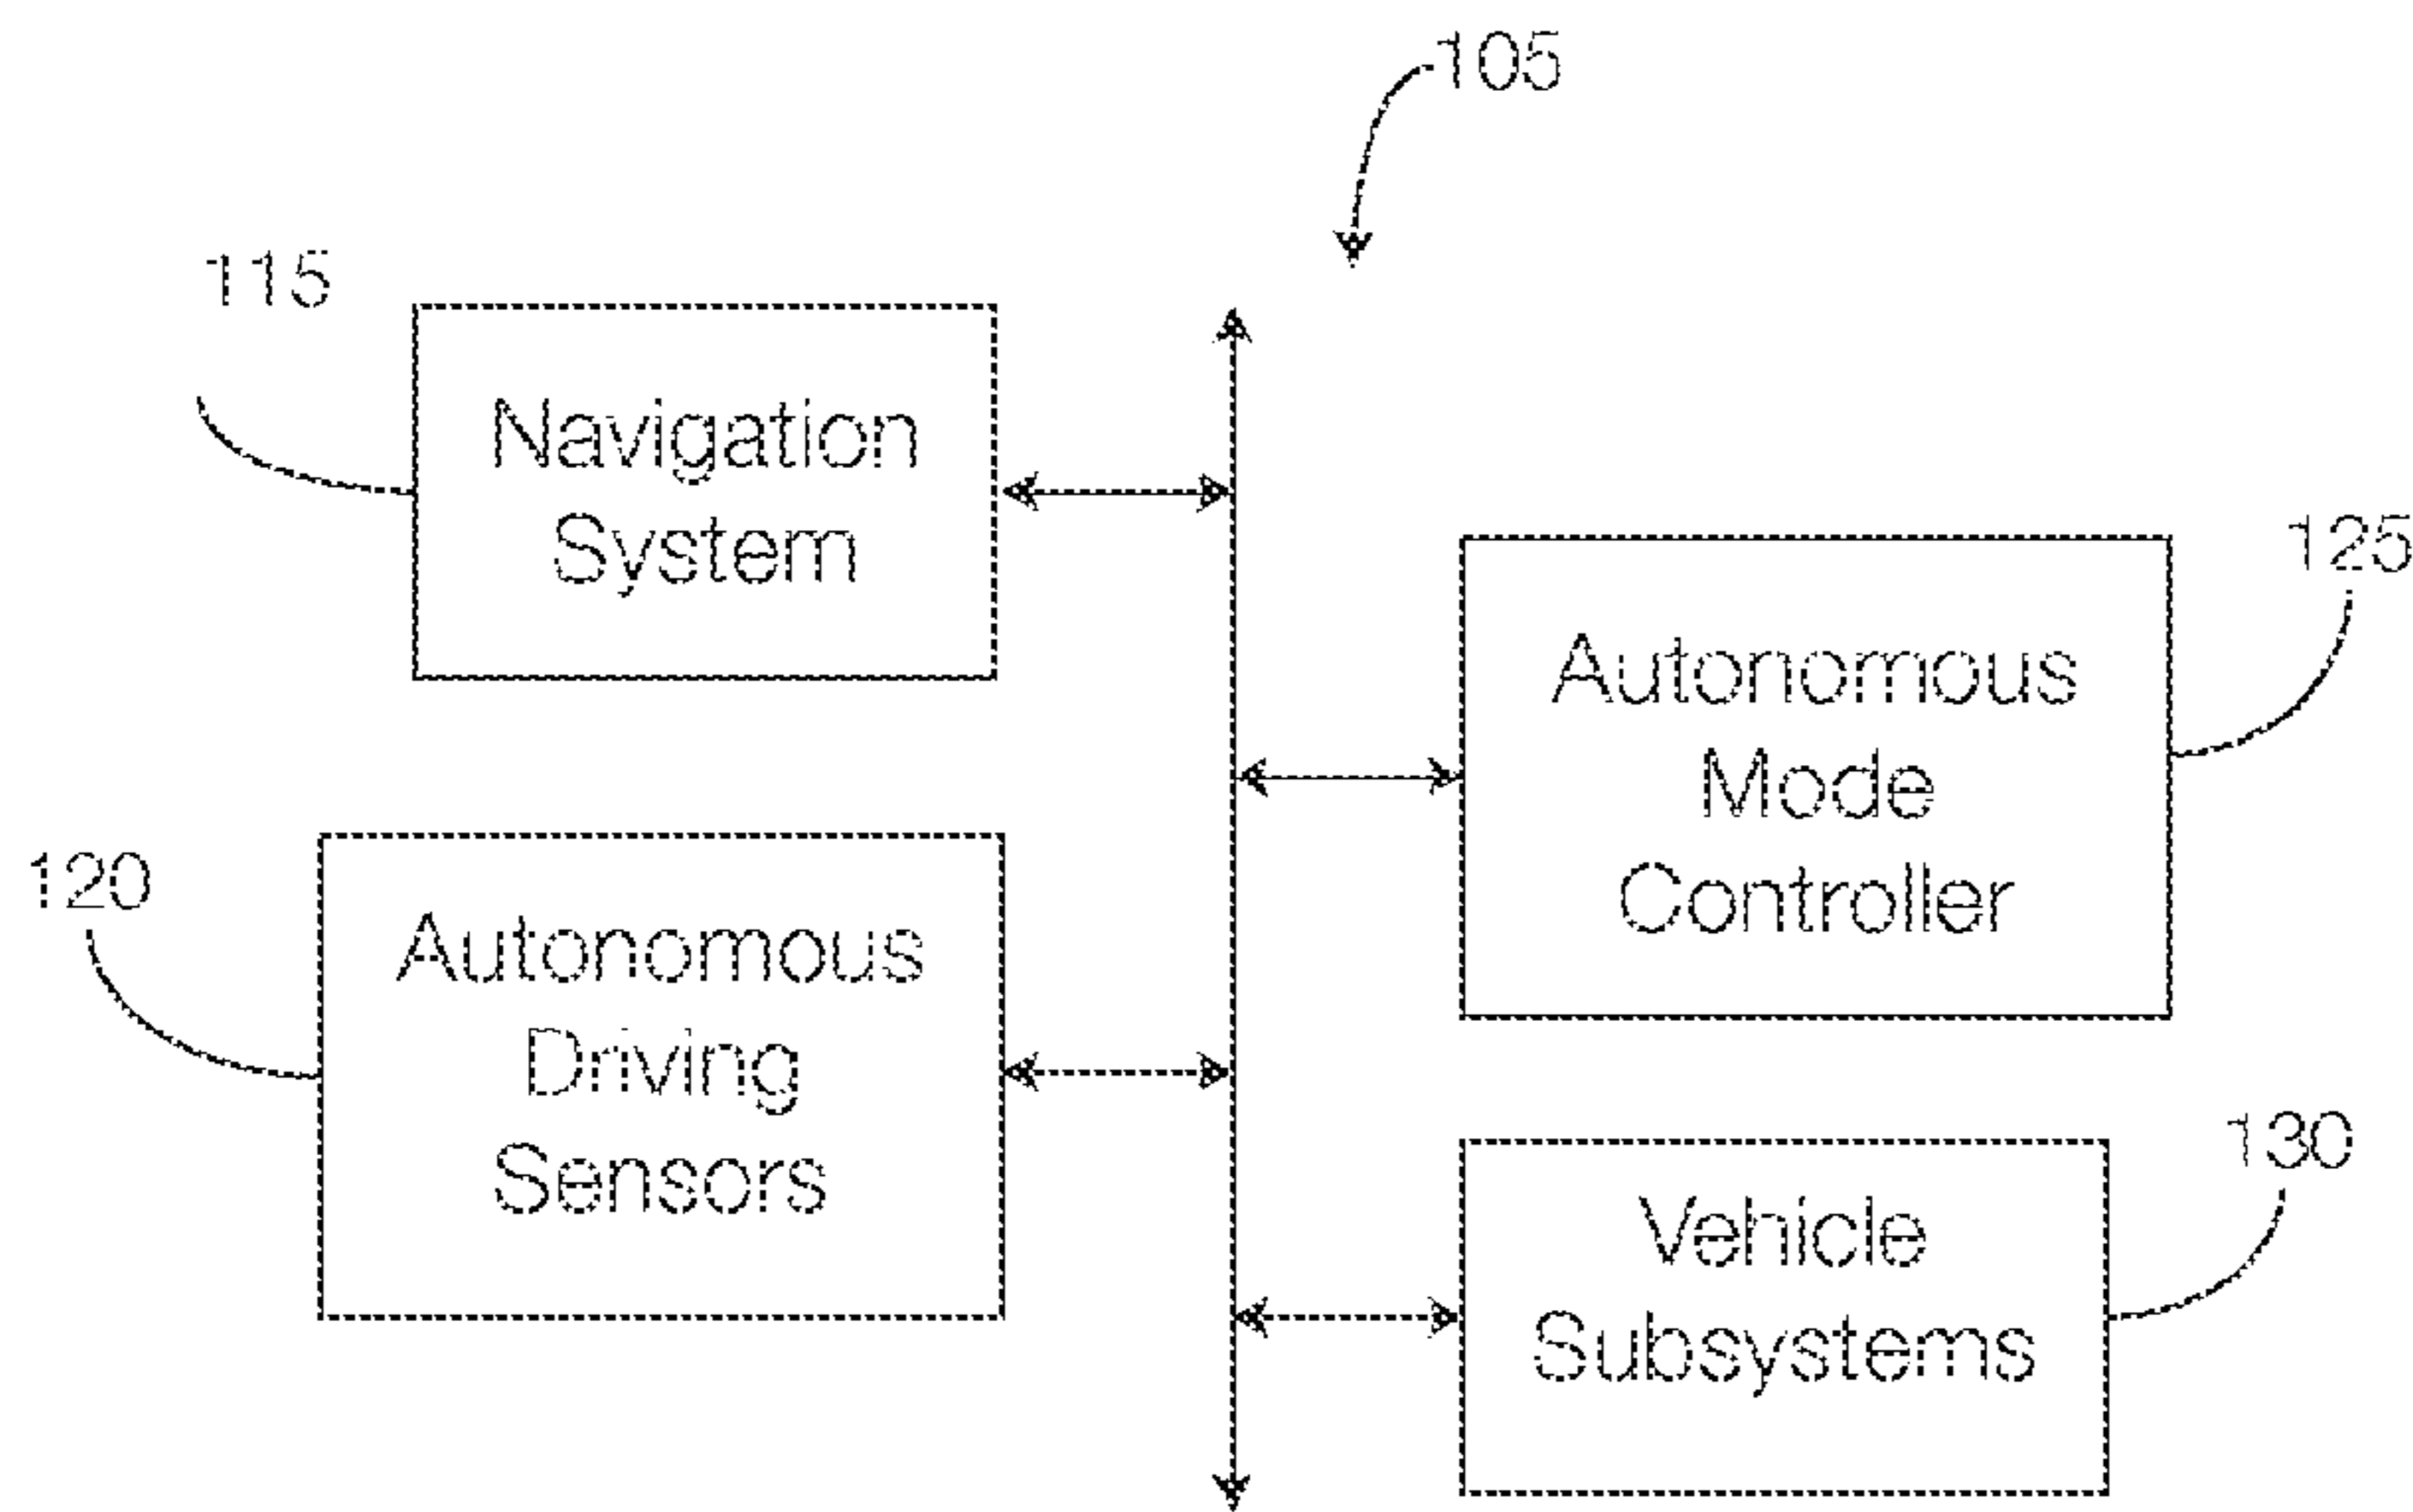 105
115
Navigation
System
125
Autonomous
Mode
Controller
120
Autonomous
Driving
Sensors
130
Vehicle
Subsystems